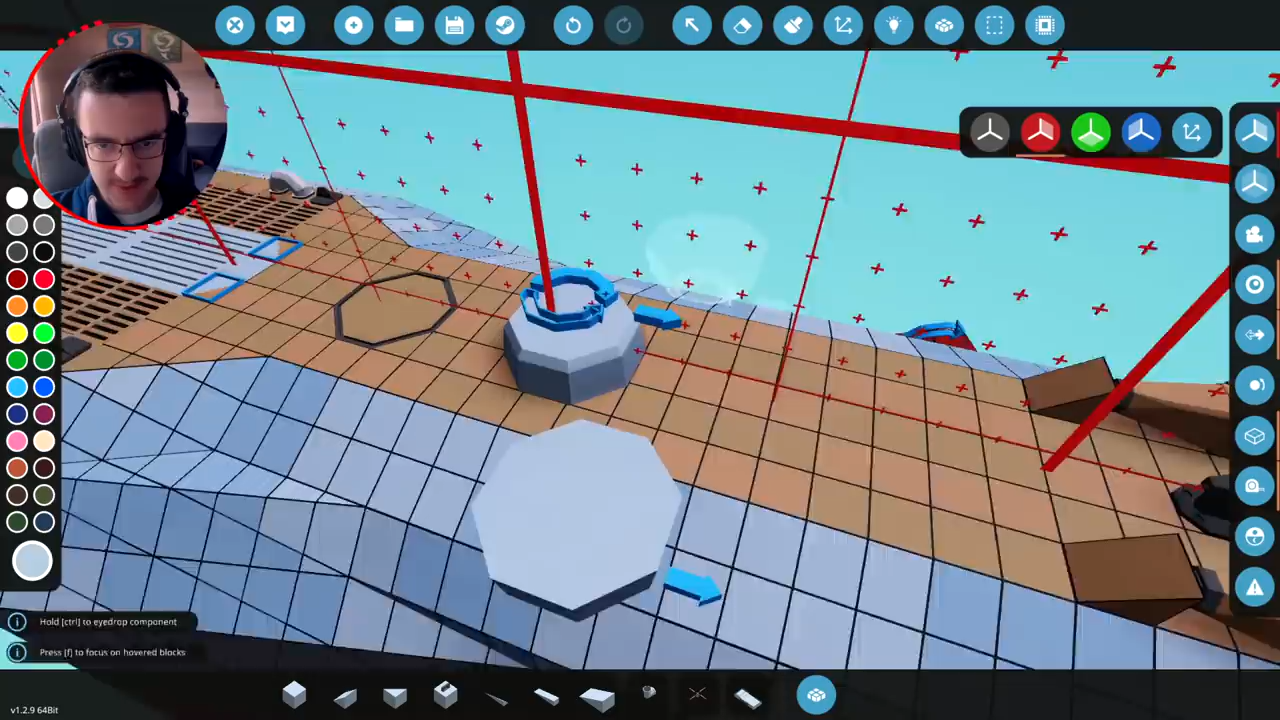 Hold [ctrl] to eyedrop component
Press [f] to focus on hovered blocks
v1.2.9 64Bit